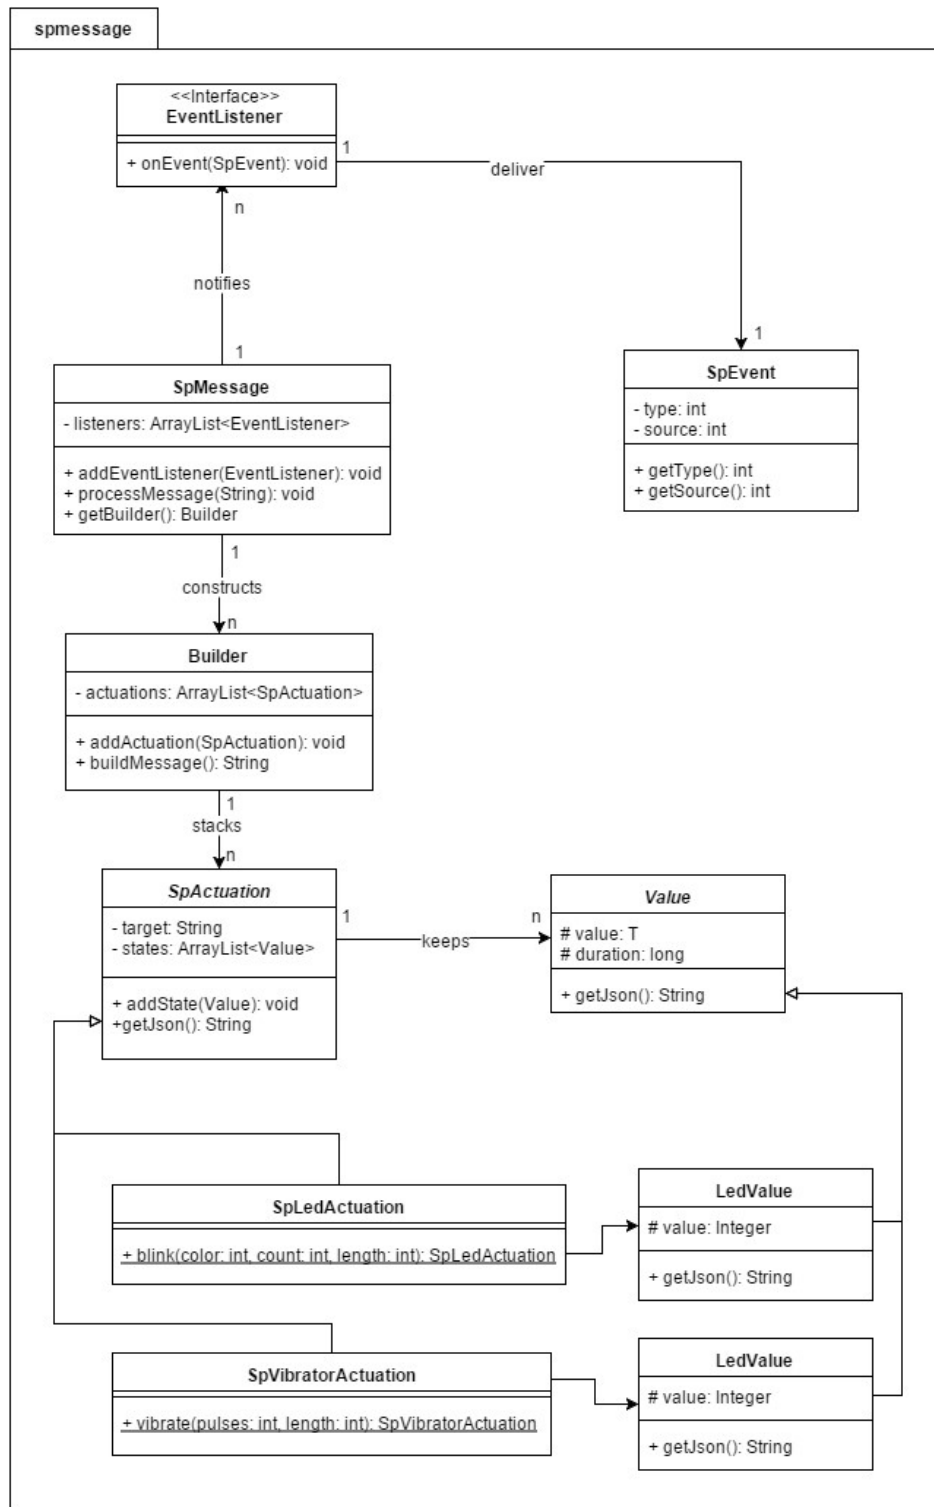 spmessage
<<Interface>>
EventListener
+ onEvent(SpEvent): void
1
deliver
n
notifies
1
1
SpMessage
- listeners: ArrayList<EventListener>
+ addEventListener(EventListener): void
+ processMessage(String): void
+ getBuilder(): Builder
SpEvent
- type: int
- source: int
+ getType(): int
+ getSource(): int
1
constructs
n
Builder
- actuations: ArrayList<SpActuation>
+ addActuation(SpActuation): void
+ buildMessage(): String
1
stacks
n
SpActuation
- target: String
- states: ArrayList<Value>
+ addState(Value): void
+getJson(): String
1
keeps
n
Value
# value: T
# duration: long
+ getJson(): String
SpLedActuation
+ blink(color: int, count: int, length: int): SpLedActuation
LedValue
# value: Integer
+ getJson(): String
SpVibratorActuation
+ vibrate(pulses: int, length: int): SpVibratorActuation
LedValue
# value: Integer
+ getJson(): String